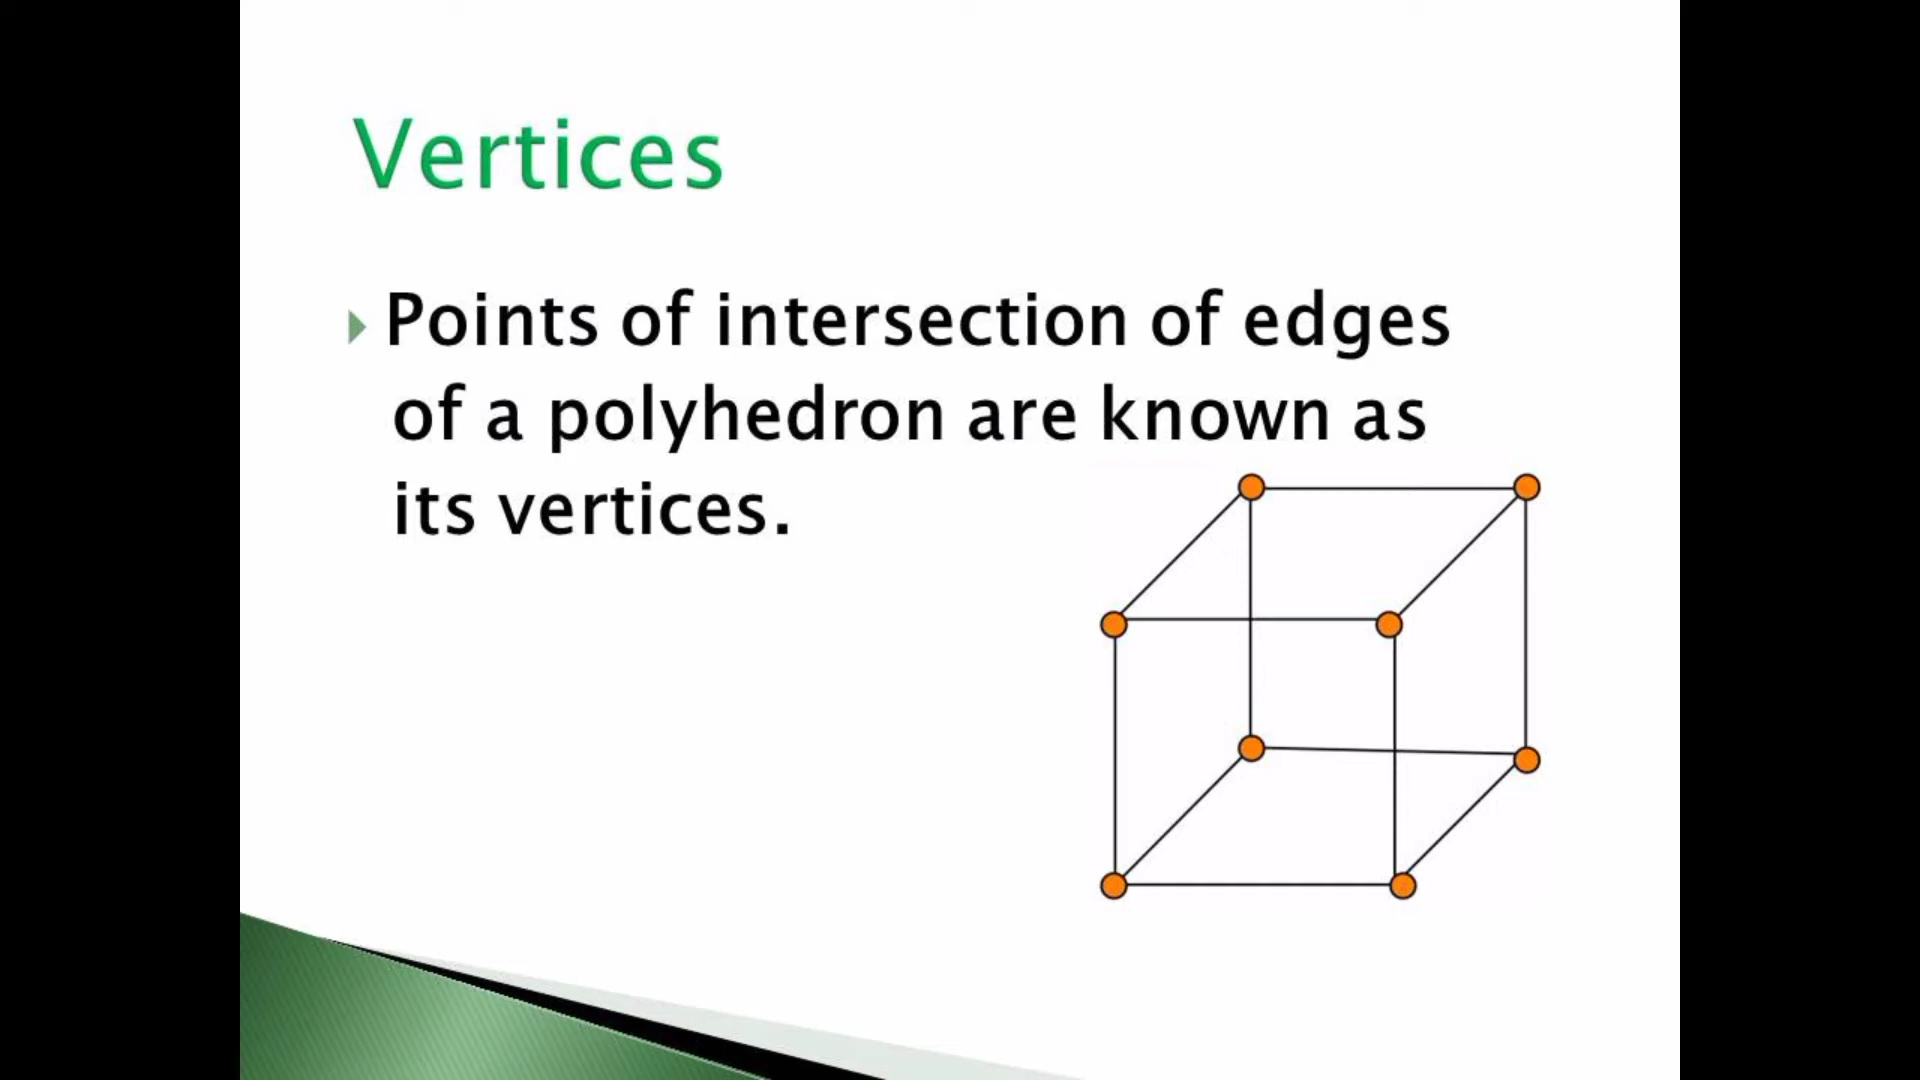 Vertices
Points of intersection of edges
of a polyhedron are known as
its vertices.